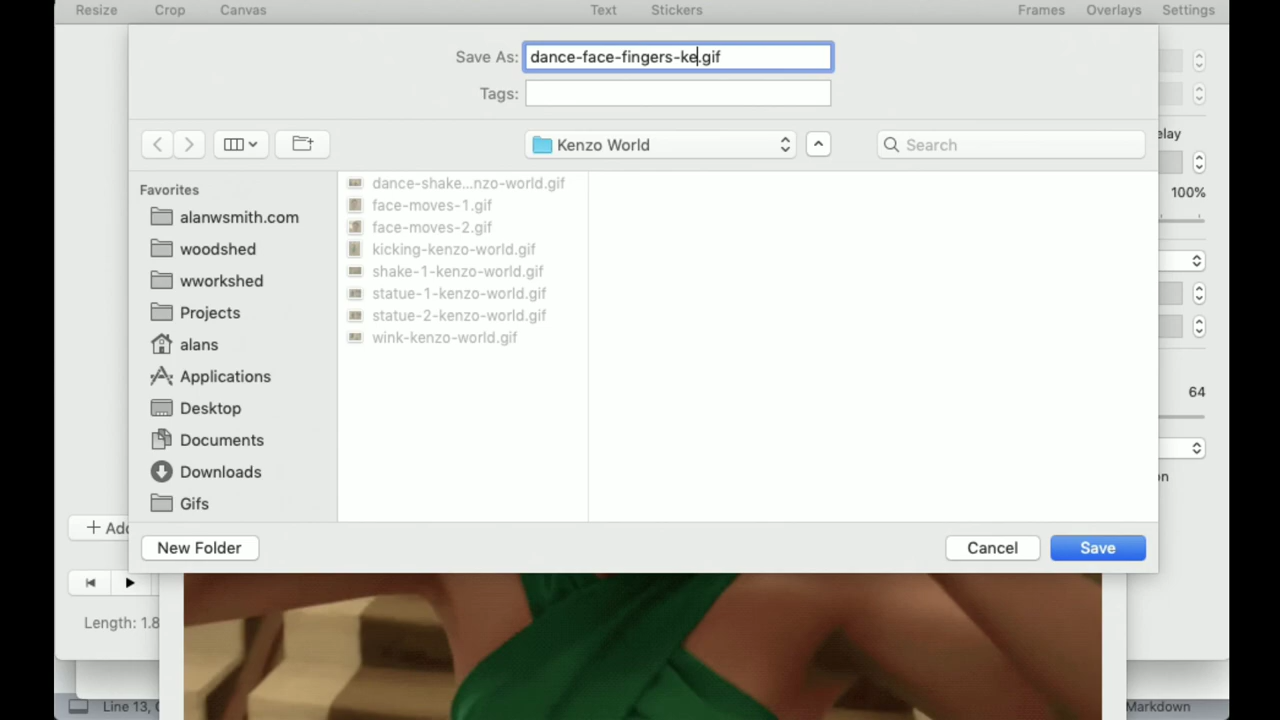 Resize Crop Canvas Text Stickers Frames Overlays Settings
Save As: dance-face-fingers-ke.gif
Tags:
Kenzo World
Search
elay
100%
Favorites
alanwsmith.com
woodshed
wworkshed
Projects
alans
Applications
Desktop
Documents
Downloads
Gifs
dance-shake...nzo-world.gif
face-moves-1.gif
face-moves-2.gif
kicking-kenzo-world.gif
shake-1-kenzo-world.gif
statue-1-kenzo-world.gif
statue-2-kenzo-world.gif
wink-kenzo-world.gif
64
n
+ Add
New Folder Cancel Save
Length: 1.8
Line 13, C
Markdown